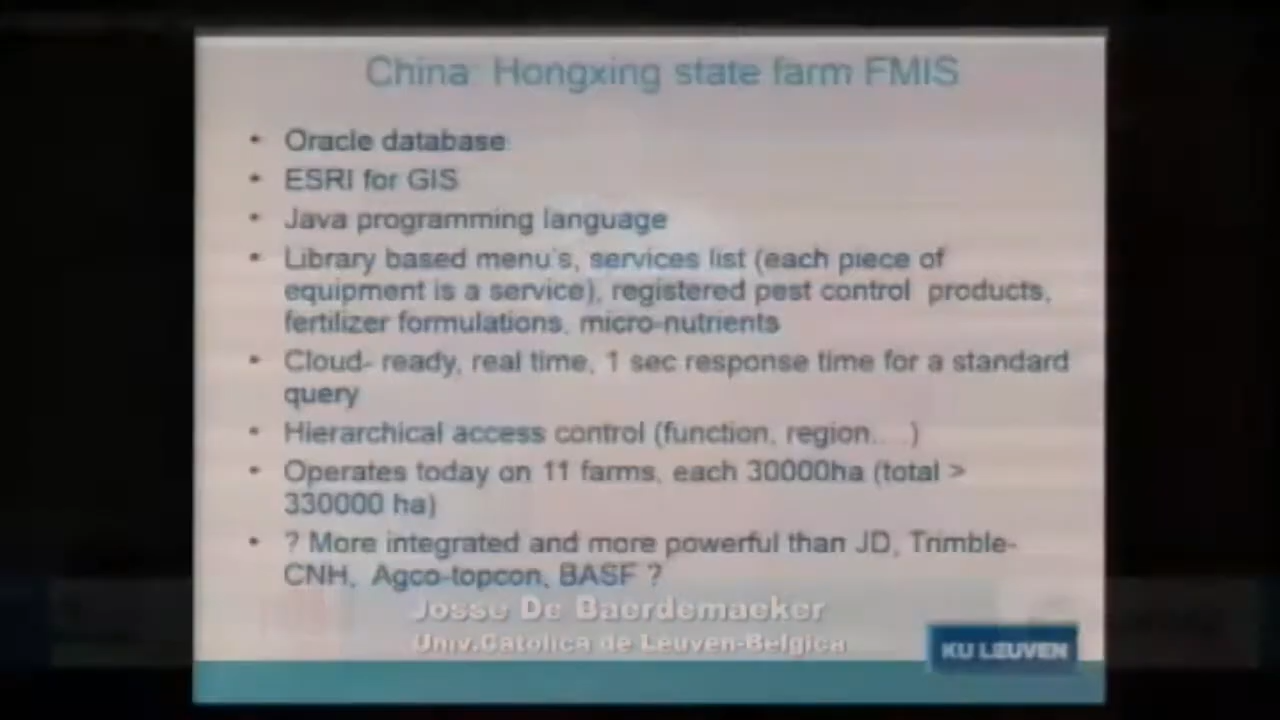 China: Hongxing state farm FMIS
• Oracle database
• ESRI for GIS
• Java programming language
• Library based menu's, services list (each piece of
equipment is a service), registered pest control products,
fertilizer formulations, micro-nutrients
• Cloud- ready, real time, 1 sec response time for a standard
query
• Hierarchical access control (function, region... )
• Operates today on 11 farms, each 30000ha (total >
330000 ha)
• ? More integrated and more powerful than JD, Trimble-
CNH, Agco-topcon, BASF ?
Josse De Baerdemaeker
Univ.Catolica de Leuven-Belgica
KU LEUVEN